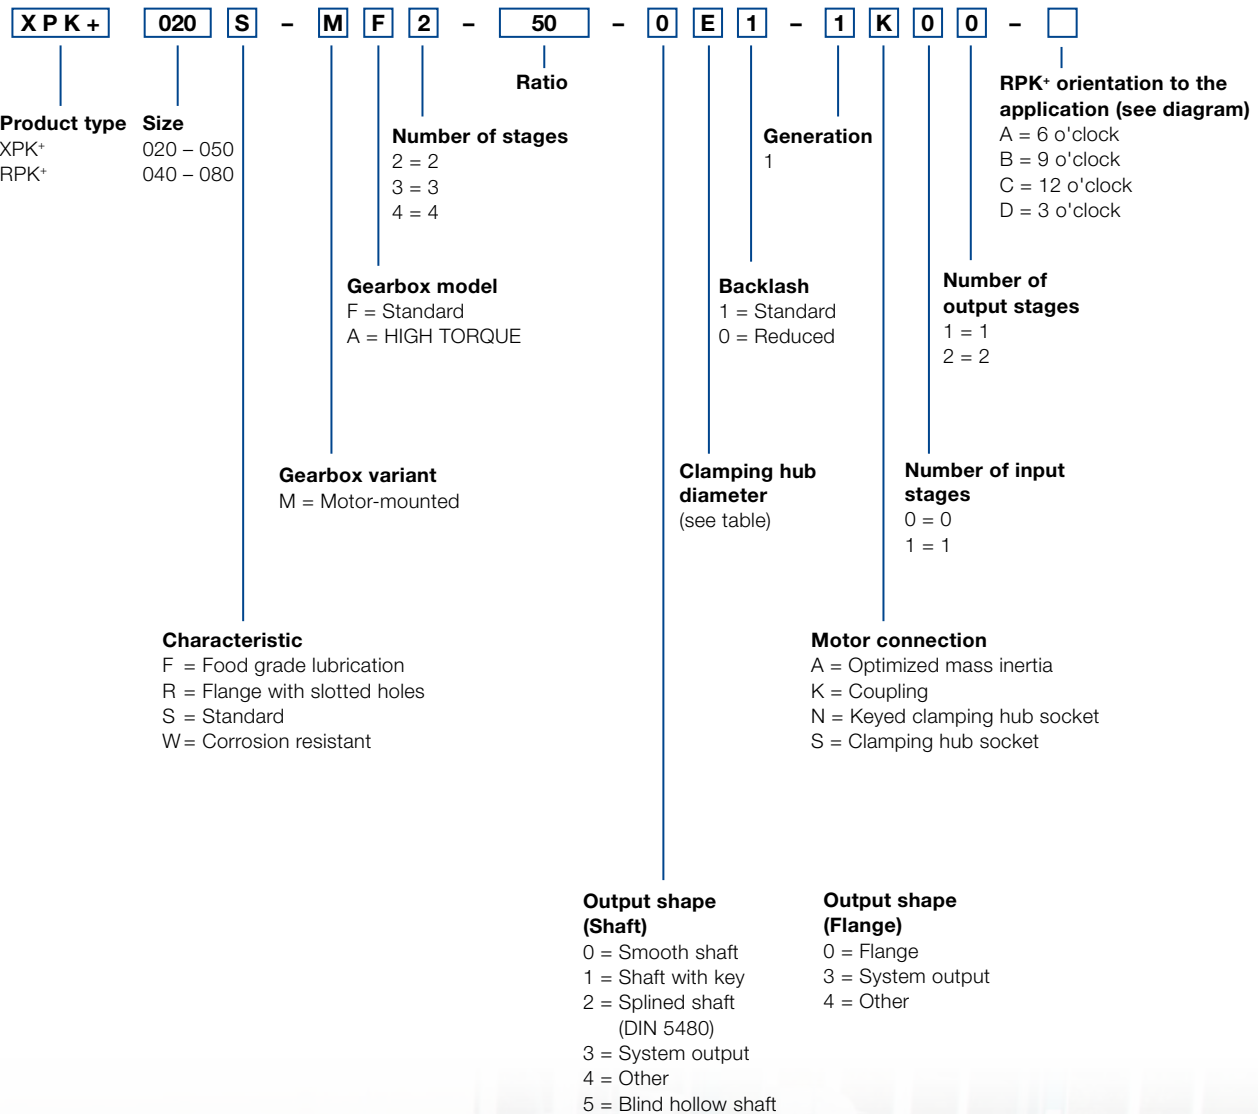 XPK+ 020 S – M F 2 – 50 – 0 E 1 – 1 K 0 0 –
Ratio
Product type
XPK+
RPK+
Size
020 – 050
040 – 080
Number of stages
2 = 2
3 = 3
4 = 4
Generation
1
RPK+ orientation to the
application (see diagram)
A = 6 o'clock
B = 9 o'clock
C = 12 o'clock
D = 3 o'clock
Gearbox model
F = Standard
A = HIGH TORQUE
Backlash
1 = Standard
0 = Reduced
Number of
output stages
1 = 1
2 = 2
Gearbox variant
M = Motor-mounted
Clamping hub
diameter
(see table)
Number of input
stages
0 = 0
1 = 1
Characteristic
F = Food grade lubrication
R = Flange with slotted holes
S = Standard
W = Corrosion resistant
Motor connection
A = Optimized mass inertia
K = Coupling
N = Keyed clamping hub socket
S = Clamping hub socket
Output shape
(Shaft)
0 = Smooth shaft
1 = Shaft with key
2 = Splined shaft
(DIN 5480)
3 = System output
4 = Other
5 = Blind hollow shaft
Output shape
(Flange)
0 = Flange
3 = System output
4 = Other